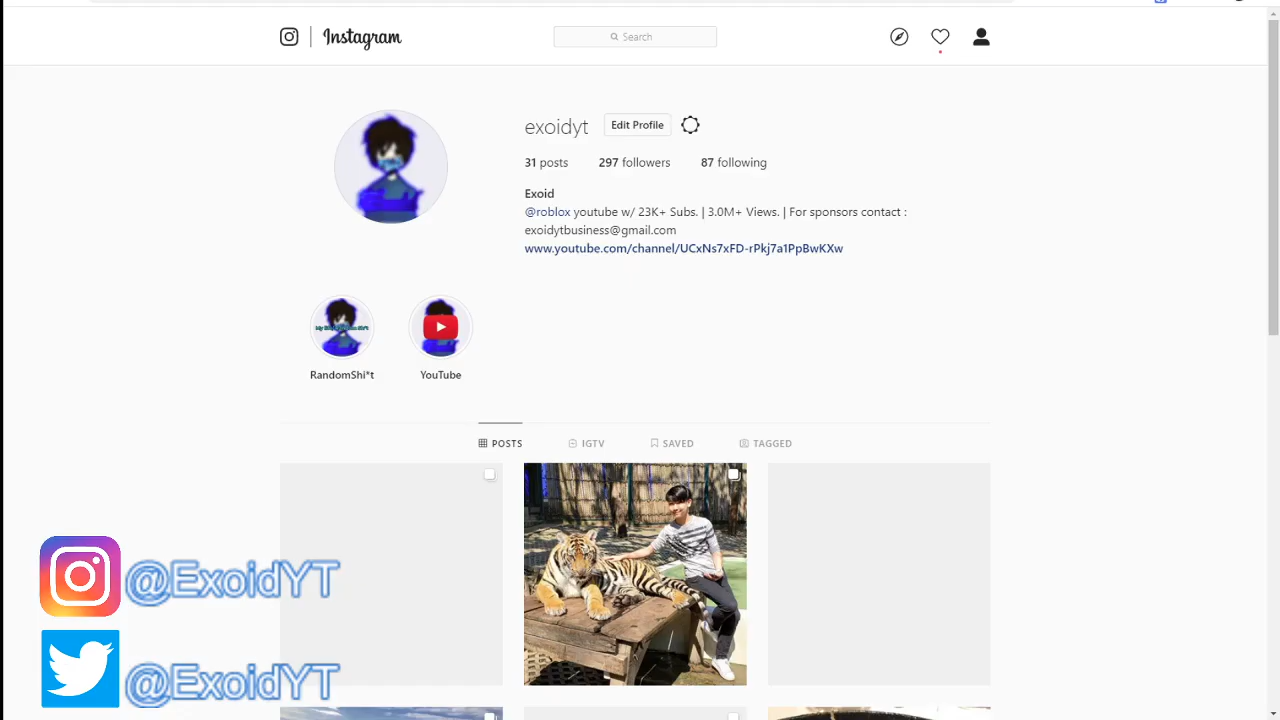 Instagram
Search
exoidyt
Edit Profile
31 posts
297 followers
87 following
Exoid
@roblox youtube w/ 23K+ Subs. | 3.0M+ Views. | For sponsors contact :
exoidytbusiness@gmail.com
www.youtube.com/channel/UCxNs7xFD-rPkj7a1PpBwKXw
RandomShi*t
YouTube
POSTS
IGTV
SAVED
TAGGED
@ExoidYT
@ExoidYT